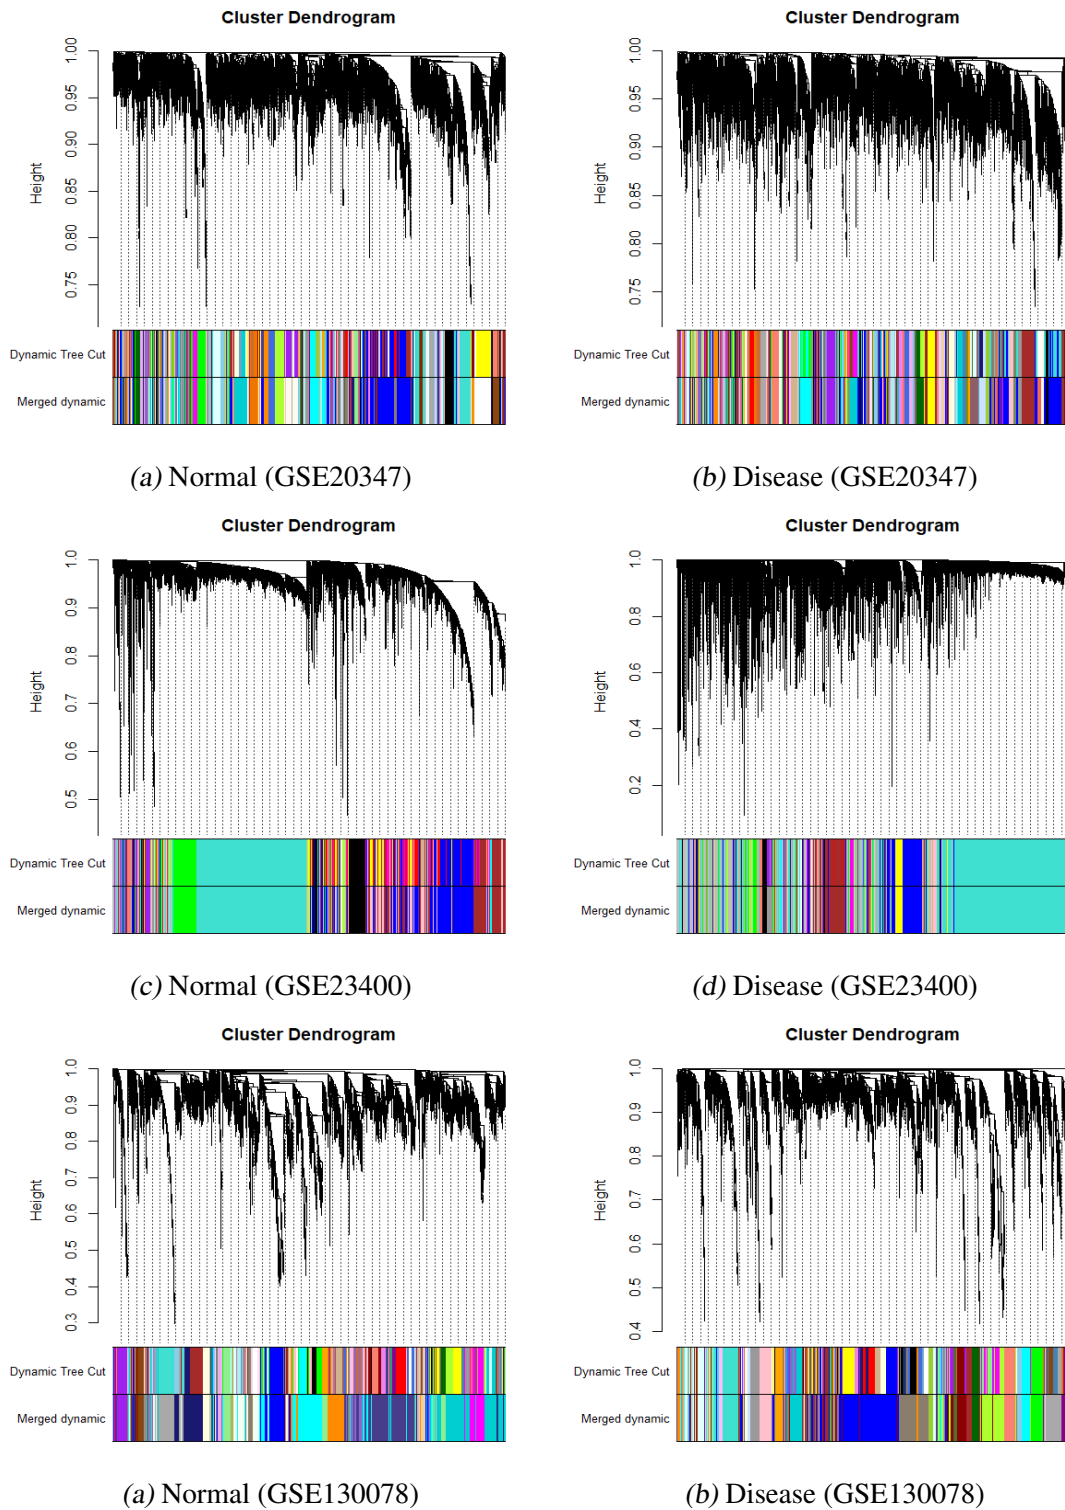 Cluster Dendrogram
Height
1.00
0.95
0.90
0.85
0.80
0.75
Dynamic Tree Cut
Merged dynamic
(a) Normal (GSE20347)
Cluster Dendrogram
Height
1.00
0.95
0.90
0.85
0.80
0.75
Dynamic Tree Cut
Merged dynamic
(b) Disease (GSE20347)
Cluster Dendrogram
Height
1.0
0.9
0.8
0.7
0.6
0.5
Dynamic Tree Cut
Merged dynamic
(c) Normal (GSE23400)
Cluster Dendrogram
Height
1.0
0.8
0.6
0.4
0.2
Dynamic Tree Cut
Merged dynamic
(d) Disease (GSE23400)
Cluster Dendrogram
Height
1.0
0.9
0.8
0.7
0.6
0.5
0.4
0.3
Dynamic Tree Cut
Merged dynamic
(a) Normal (GSE130078)
Cluster Dendrogram
Height
1.0
0.9
0.8
0.7
0.6
0.5
0.4
Dynamic Tree Cut
Merged dynamic
(b) Disease (GSE130078)